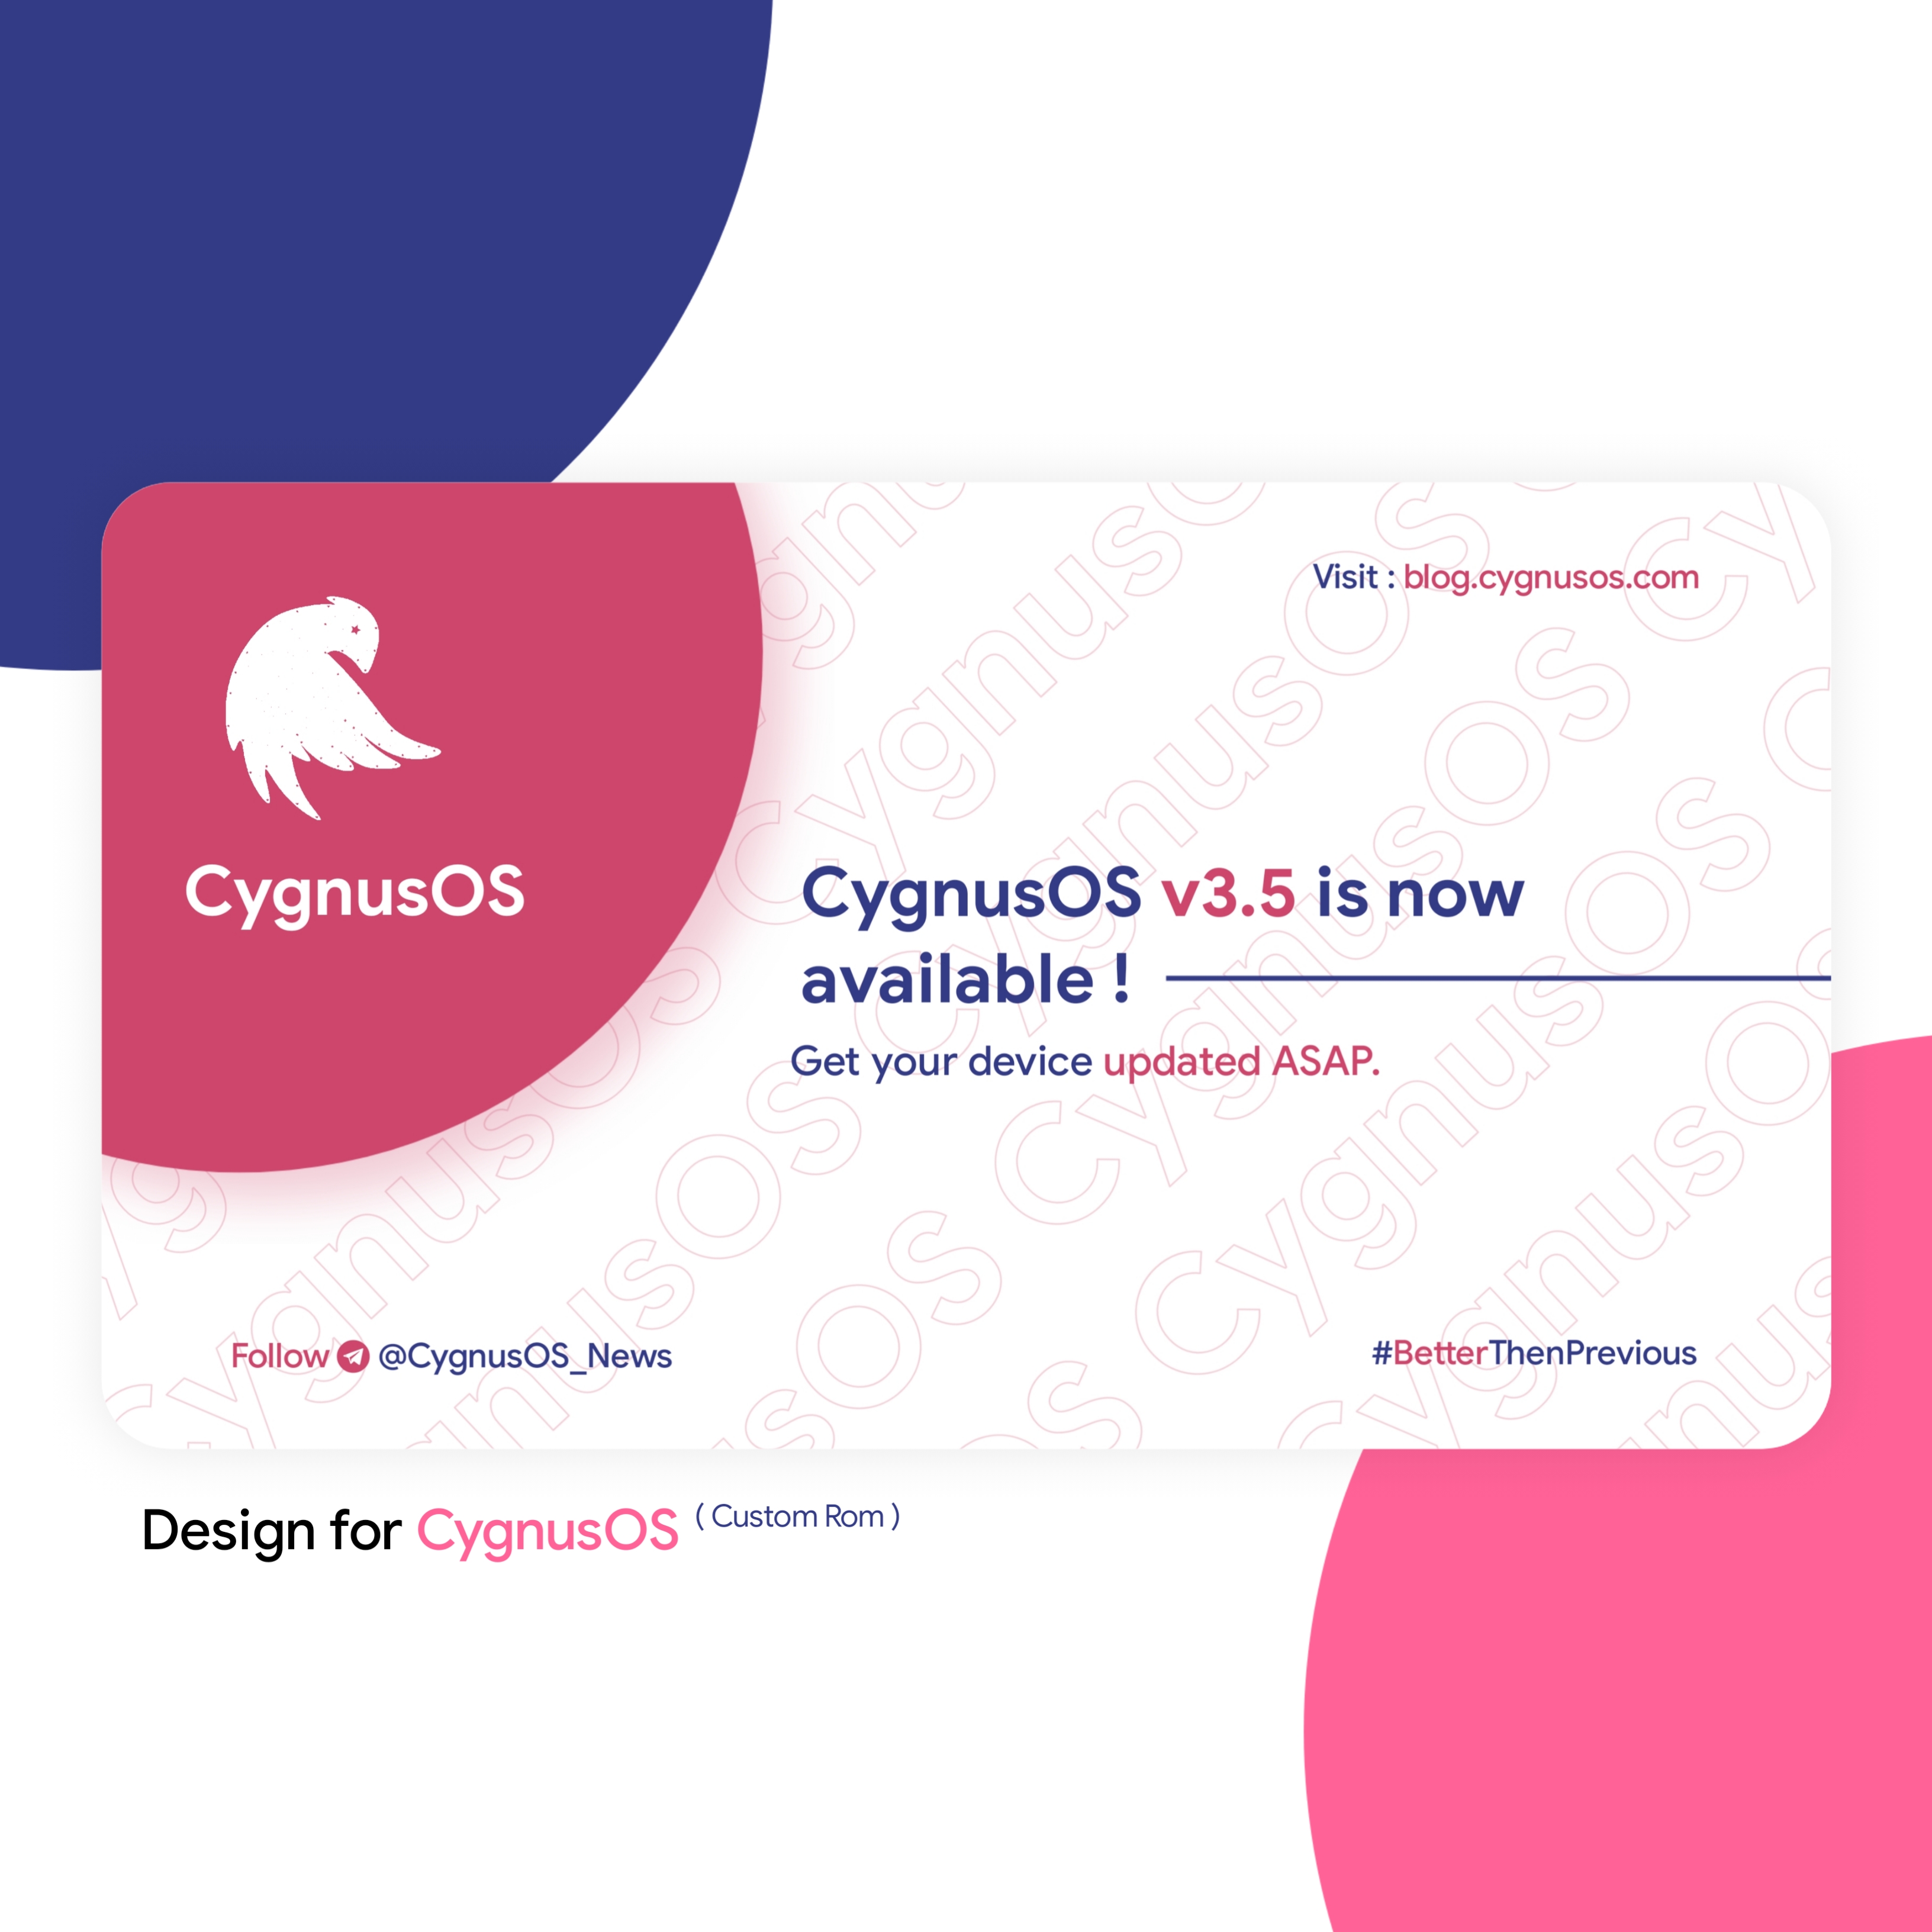 Visit : blog.cygnusos.com
CygnusOS
CygnusOS v3.5 is now
available !
Get your device updated ASAP.
Follow @CygnusOS_News
#BetterThenPrevious
Design for CygnusOS ( Custom Rom )